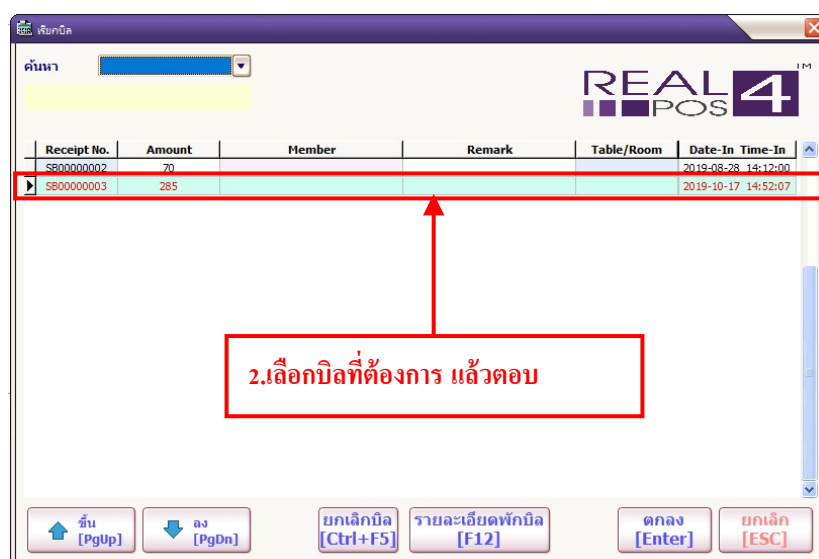 เรียกบิล
ค้นหา
REAL 4 TM
POS
Receipt No. Amount Member Remark Table/Room Date-In Time-In
SB00000002 70 2019-08-28 14:12:00
SB00000003 285 2019-10-17 14:52:07
2.เลือกบิลที่ต้องการ แล้วตอบ
ขึ้น ลง ยกเลิกบิล รายละเอียดพักบิล ตกลง ยกเลิก
[PgUp] [PgDn] [Ctrl+F5] [F12] [Enter] [ESC]